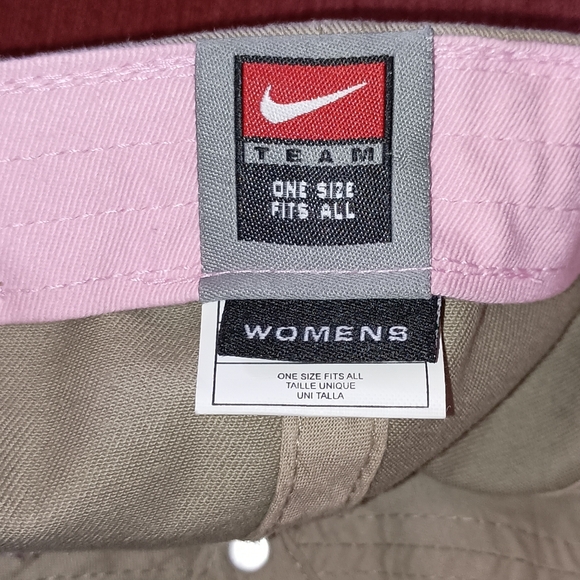 TEAM
ONE SIZE
FITS ALL
WOMENS
ONE SIZE FITS ALL
TAILLE UNIQUE
UNI TALLA